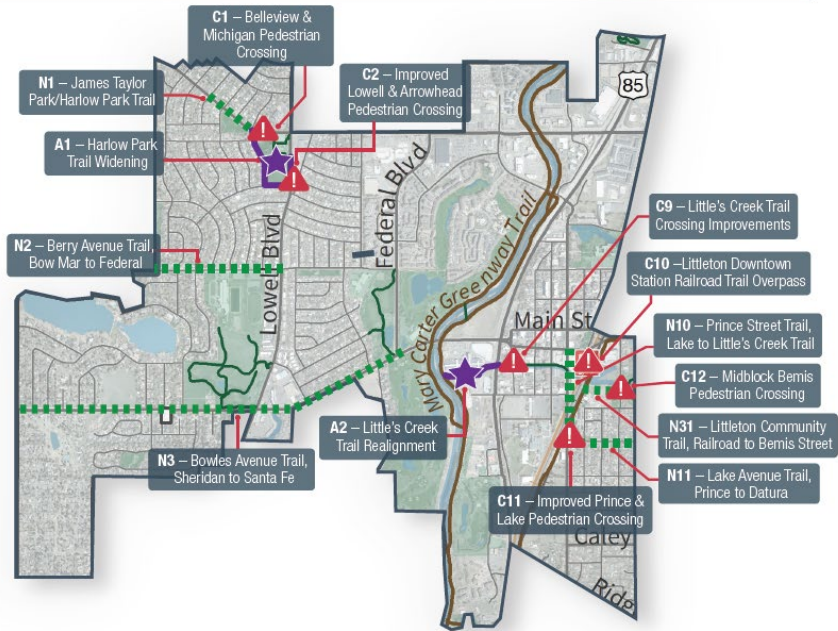 C1 – Belleview &
Michigan Pedestrian
Crossing
N1 – James Taylor
Park/Harlow Park Trail
C2 – Improved
Lowell & Arrowhead
Pedestrian Crossing
85
A1 – Harlow Park
Trail Widening
Federal Blvd
C9 – Little's Creek Trail
Crossing Improvements
N2 – Berry Avenue Trail,
Bow Mar to Federal
Lowell Blvd
Mary Carter Greenway Trail
C10 –Littleton Downtown
Station Railroad Trail Overpass
Main St
N10 – Prince Street Trail,
Lake to Little's Creek Trail
C12 – Midblock Bemis
Pedestrian Crossing
A2 – Little's Creek
Trail Realignment
N31 – Littleton Community
Trail, Railroad to Bemis Street
N3 – Bowles Avenue Trail,
Sheridan to Santa Fe
N11 – Lake Avenue Trail,
Prince to Datura
C11 – Improved Prince &
Lake Pedestrian Crossing
Caley
Ridg